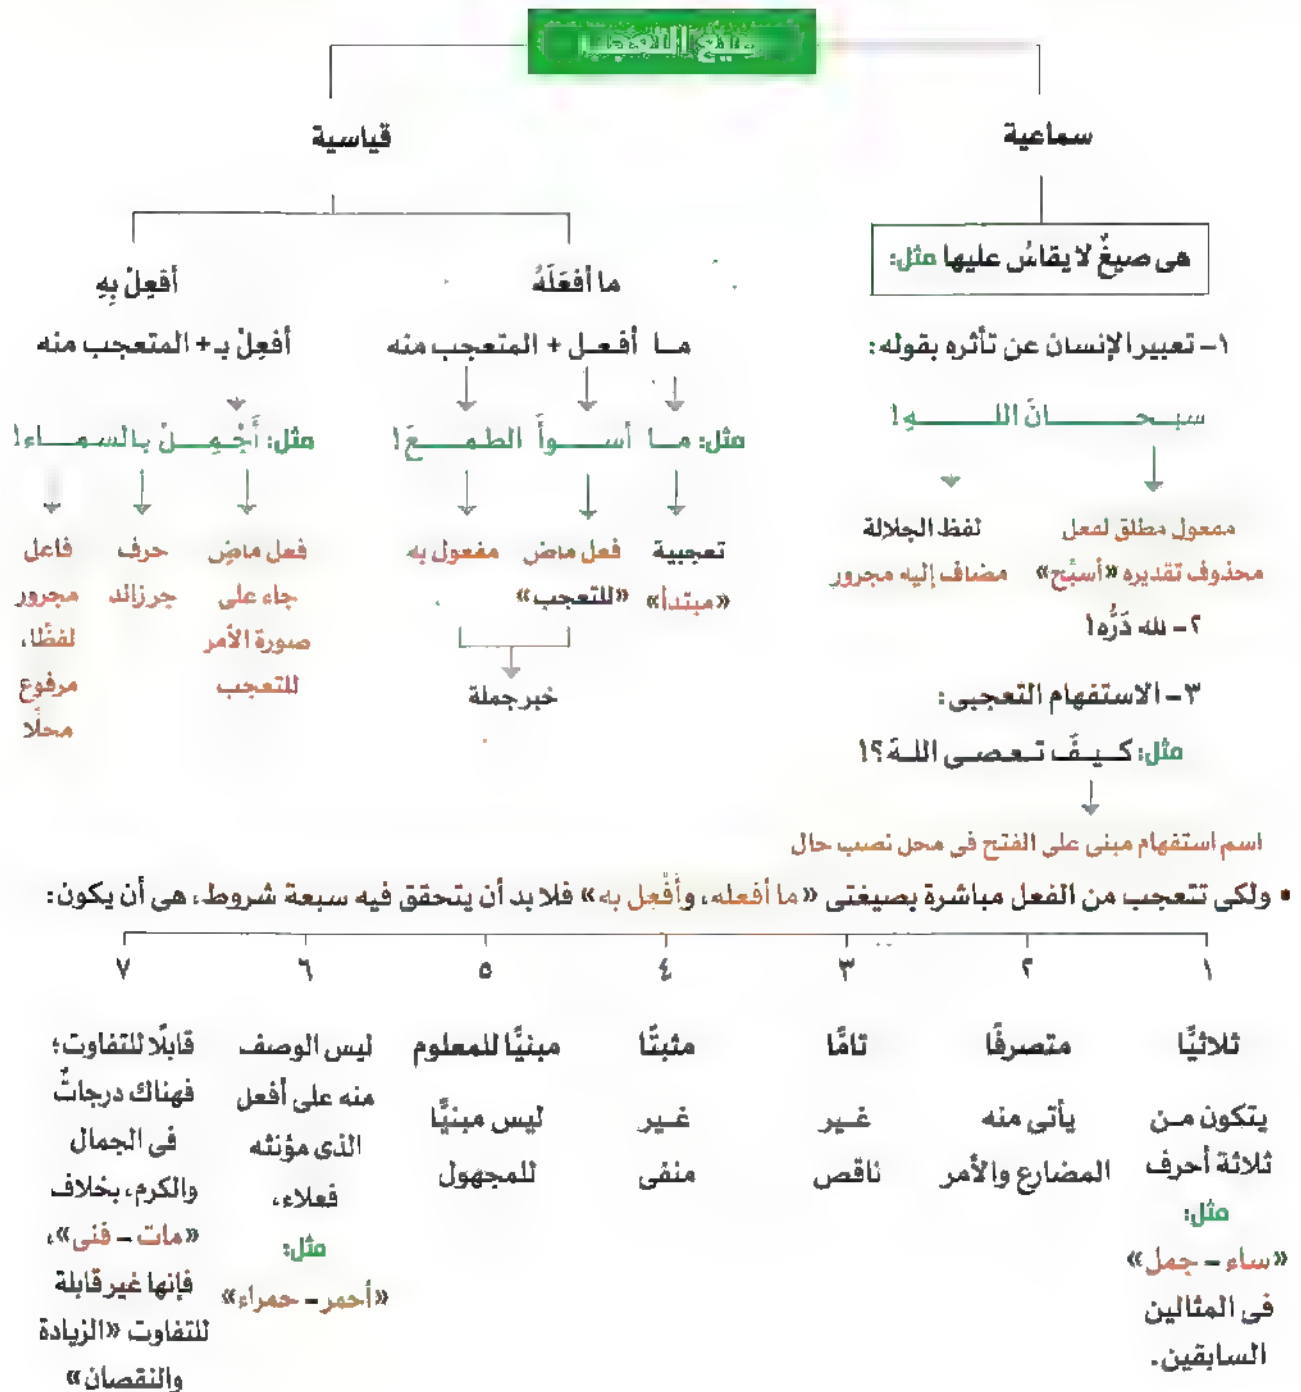 صيغ التعجب
سماعية
هى صيغٌ لا يقاسُ عليها مثل:
١- تعبير الإنسان عن تأثره بقوله:
سبحانَ اللهِ!
مفعول مطلق لفعل
محذوف تقديره «أسبِّح»
لفظ الجلالة
مضاف إليه مجرور
٢- لله دَرُّه!
٣- الاستفهام التعجبى:
مثل: كيفَ تعصى اللهَ؟!
اسم استفهام مبنى على الفتح فى محل نصب حال
قياسية
ما أفعَلَهُ
ما أفعل + المتعجب منه
مثل: ما أسوأَ الطمعَ!
تعجبية
«مبتدأ»
فعل ماض
«للتعجب»
مفعول به
خبر جملة
أفعِلْ بِهِ
أفعِلْ بـ + المتعجب منه
مثل: أَجْمِلْ بالسماء!
فعل ماضٍ
جاء على
صورة الأمر
للتعجب
حرف
جر زائد
فاعل
مجرور
لفظًا،
مرفوع
محلًا
▪ ولكى تتعجب من الفعل مباشرة بصيغتى «ما أفعله، وأَفْعِل به» فلا بد أن يتحقق فيه سبعة شروط، هى أن يكون:
١
ثلاثيًّا
يتكون من
ثلاثة أحرف
مثل:
«ساء - جمل»
فى المثالين
السابقين.
٢
متصرفًا
يأتى منه
المضارع والأمر
٣
تامًّا
غير
ناقص
٤
مثبتًا
غير
منفى
٥
مبنيًّا للمعلوم
ليس مبنيًّا
للمجهول
٦
ليس الوصف
منه على أفعل
الذى مؤنثه
فعلاء،
مثل:
«أحمر - حمراء»
٧
قابلًا للتفاوت؛
فهناك درجاتٌ
فى الجمال
والكرم، بخلاف
«مات - فنى»،
فإنها غير قابلة
للتفاوت «الزيادة
والنقصان»